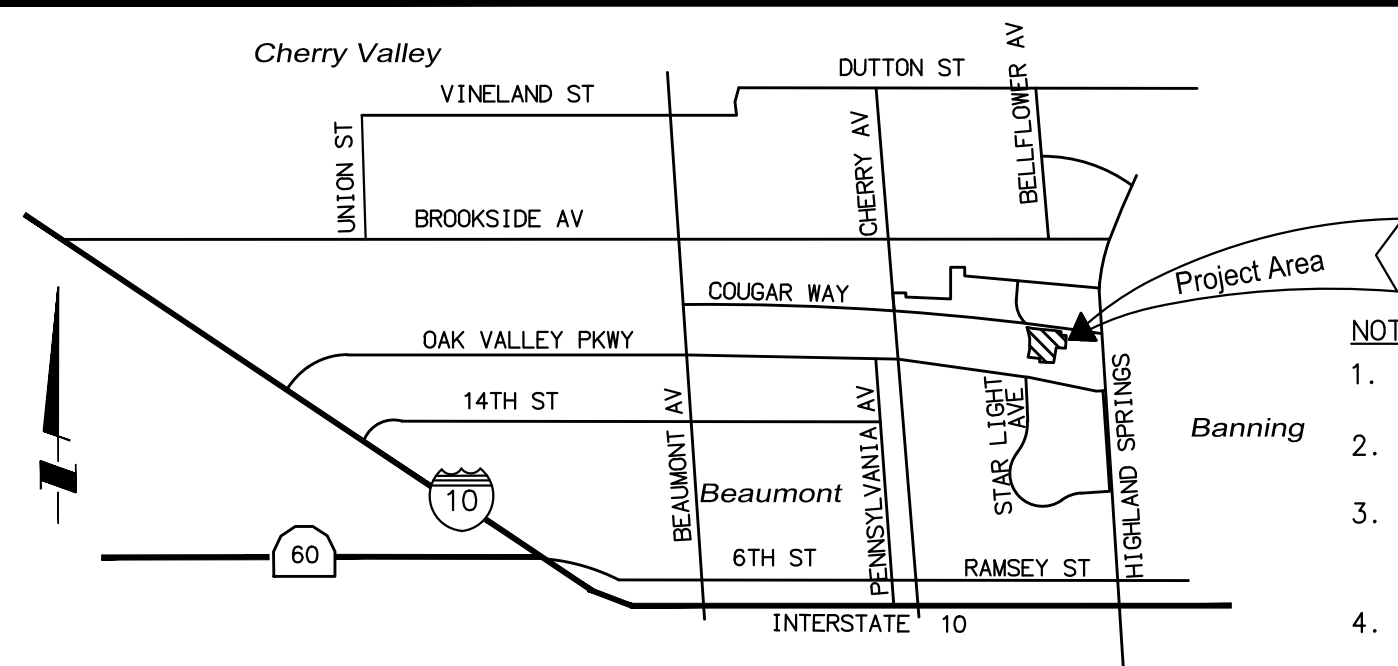 Cherry Valley
BELLFLOWER AV
DUTTON ST
VINELAND ST
UNION ST
CHERRY AV
BROOKSIDE AV
Project Area
COUGAR WAY
OAK VALLEY PKWY
14TH ST
BEAUMONT AV
PENNSYLVANIA AV
STAR LIGHT
AVE
HIGHLAND SPRINGS
Banning
Beaumont
10
60
6TH ST
RAMSEY ST
INTERSTATE 10
NOT
1.
2.
3.
4.
N